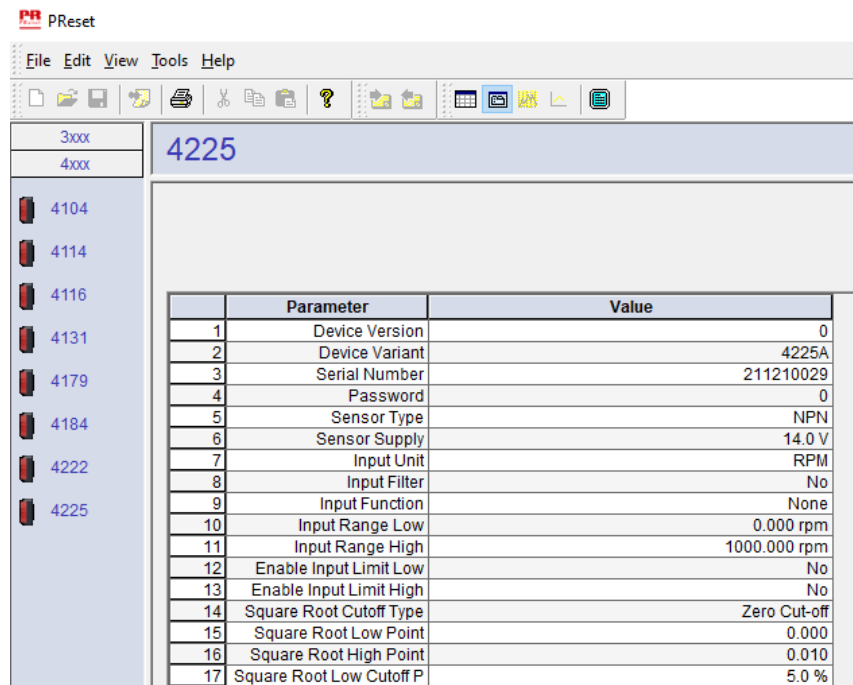 PR PReset
File Edit View Tools Help
3xxx
4xxx
4225
4104
4114
4116
4131
4179
4184
4222
4225
Parameter Value
1 Device Version 0
2 Device Variant 4225A
3 Serial Number 211210029
4 Password 0
5 Sensor Type NPN
6 Sensor Supply 14.0 V
7 Input Unit RPM
8 Input Filter No
9 Input Function None
10 Input Range Low 0.000 rpm
11 Input Range High 1000.000 rpm
12 Enable Input Limit Low No
13 Enable Input Limit High No
14 Square Root Cutoff Type Zero Cut-off
15 Square Root Low Point 0.000
16 Square Root High Point 0.010
17 Square Root Low Cutoff P 5.0 %